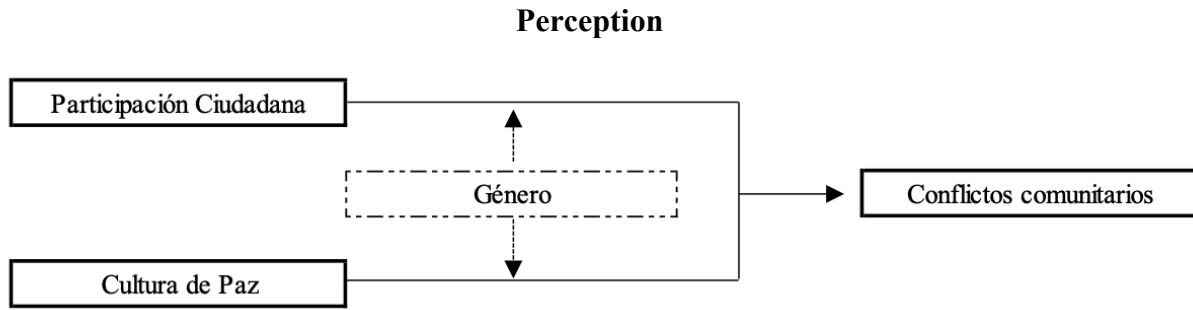 Perception
Participación Ciudadana
Género
Conflictos comunitarios
Cultura de Paz